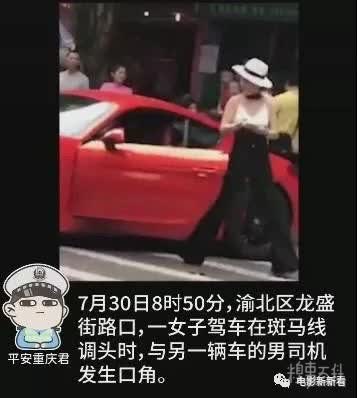 7月30日8时50分,渝北区龙盛
街路口,一女子驾车在斑马线
调头时,与另一辆车的男司机
发生口角。
平安重庆君
电影新新看